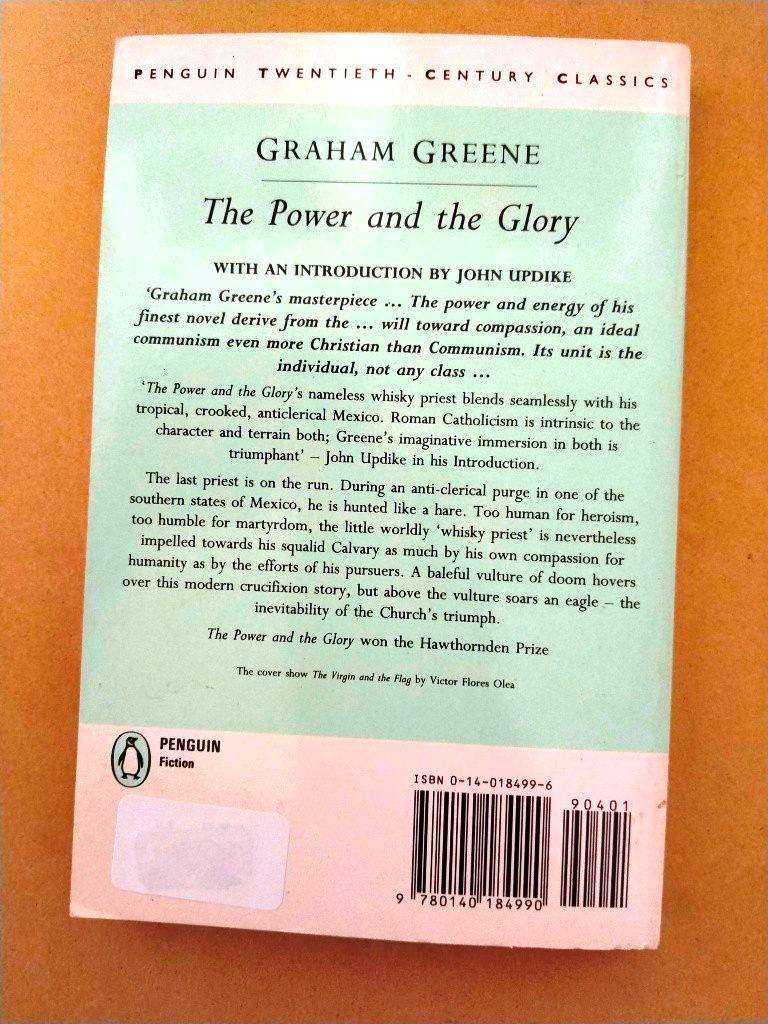 PENGUIN TWENTIETH - CENTURY CLASSICS
GRAHAM GREENE
The Power and the Glory
WITH AN INTRODUCTION BY JOHN UPDIKE
‘Graham Greene's masterpiece ... The power and energy of his
finest novel derive from the ... will toward compassion, an ideal
communism even more Christian than Communism. Its unit is the
individual, not any class ...
‘The Power and the Glory's nameless whisky priest blends seamlessly with his
tropical, crooked, anticlerical Mexico. Roman Catholicism is intrinsic to the
character and terrain both; Greene's imaginative immersion in both is
triumphant’ – John Updike in his Introduction.
The last priest is on the run. During an anti-clerical purge in one of the
southern states of Mexico, he is hunted like a hare. Too human for heroism,
too humble for martyrdom, the little worldly ‘whisky priest’ is nevertheless
impelled towards his squalid Calvary as much by his own compassion for
humanity as by the efforts of his pursuers. A baleful vulture of doom hovers
over this modern crucifixion story, but above the vulture soars an eagle – the
inevitability of the Church's triumph.
The Power and the Glory won the Hawthornden Prize
The cover show The Virgin and the Flag by Victor Flores Olea
PENGUIN
Fiction
ISBN 0-14-018499-6
90401
9 780140 184990